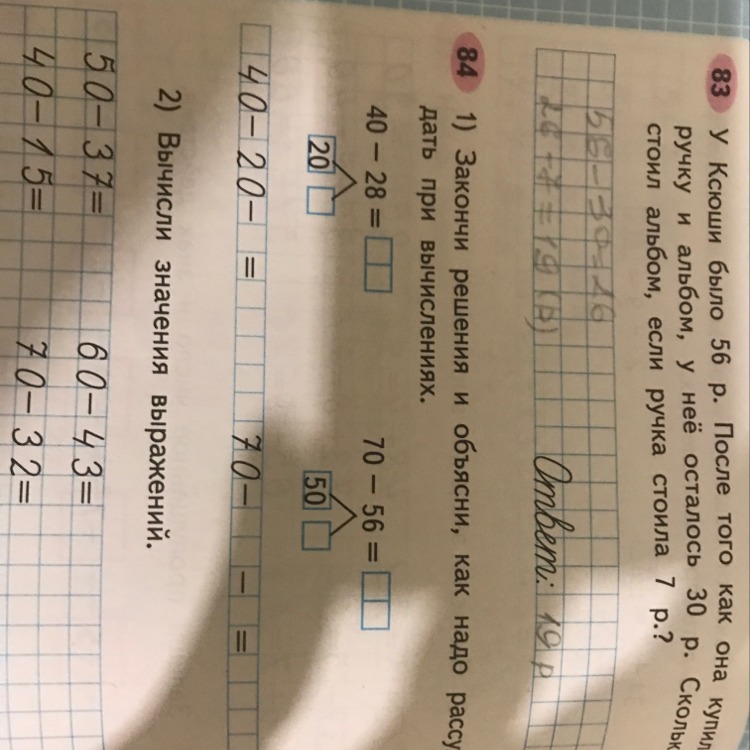 83 У Ксюши было 56 р. После того как она купил
ручку и альбом, у неё осталось 30 р. Сколь
стоил альбом, если ручка стоила 7 р.?
56-30=26
26-7=19 (р) Ответ: 19 р
84 1) Закончи решения и объясни, как надо рассу
дать при вычислениях.
40 − 28 = 70 − 56 =
20 50
40-20- = 70- - =
2) Вычисли значения выражений.
50-37= 60-43=
40-15= 70-32=